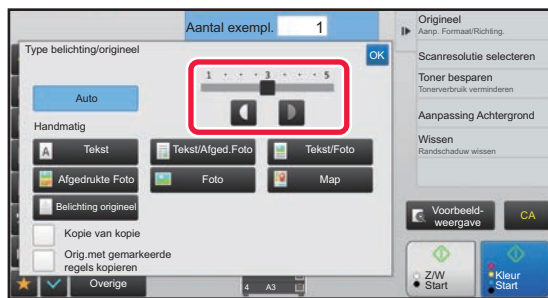 Aantal exempl. 1
Type belichting/origineel
OK
1 3 5
Auto
Handmatig
Tekst
Tekst/Afged.Foto
Tekst/Foto
Afgedrukte Foto
Foto
Map
Belichting origineel
Kopie van kopie
Orig.met gemarkeerde
regels kopieren
Overige
4 A3
Origineel
Aanp. Formaat/Richting.
Scanresolutie selecteren
Toner besparen
Tonerverbruik verminderen
Aanpassing Achtergrond
Wissen
Randschaduw wissen
Voorbeeld-
weergave
CA
Z/W
Start
Kleur
Start